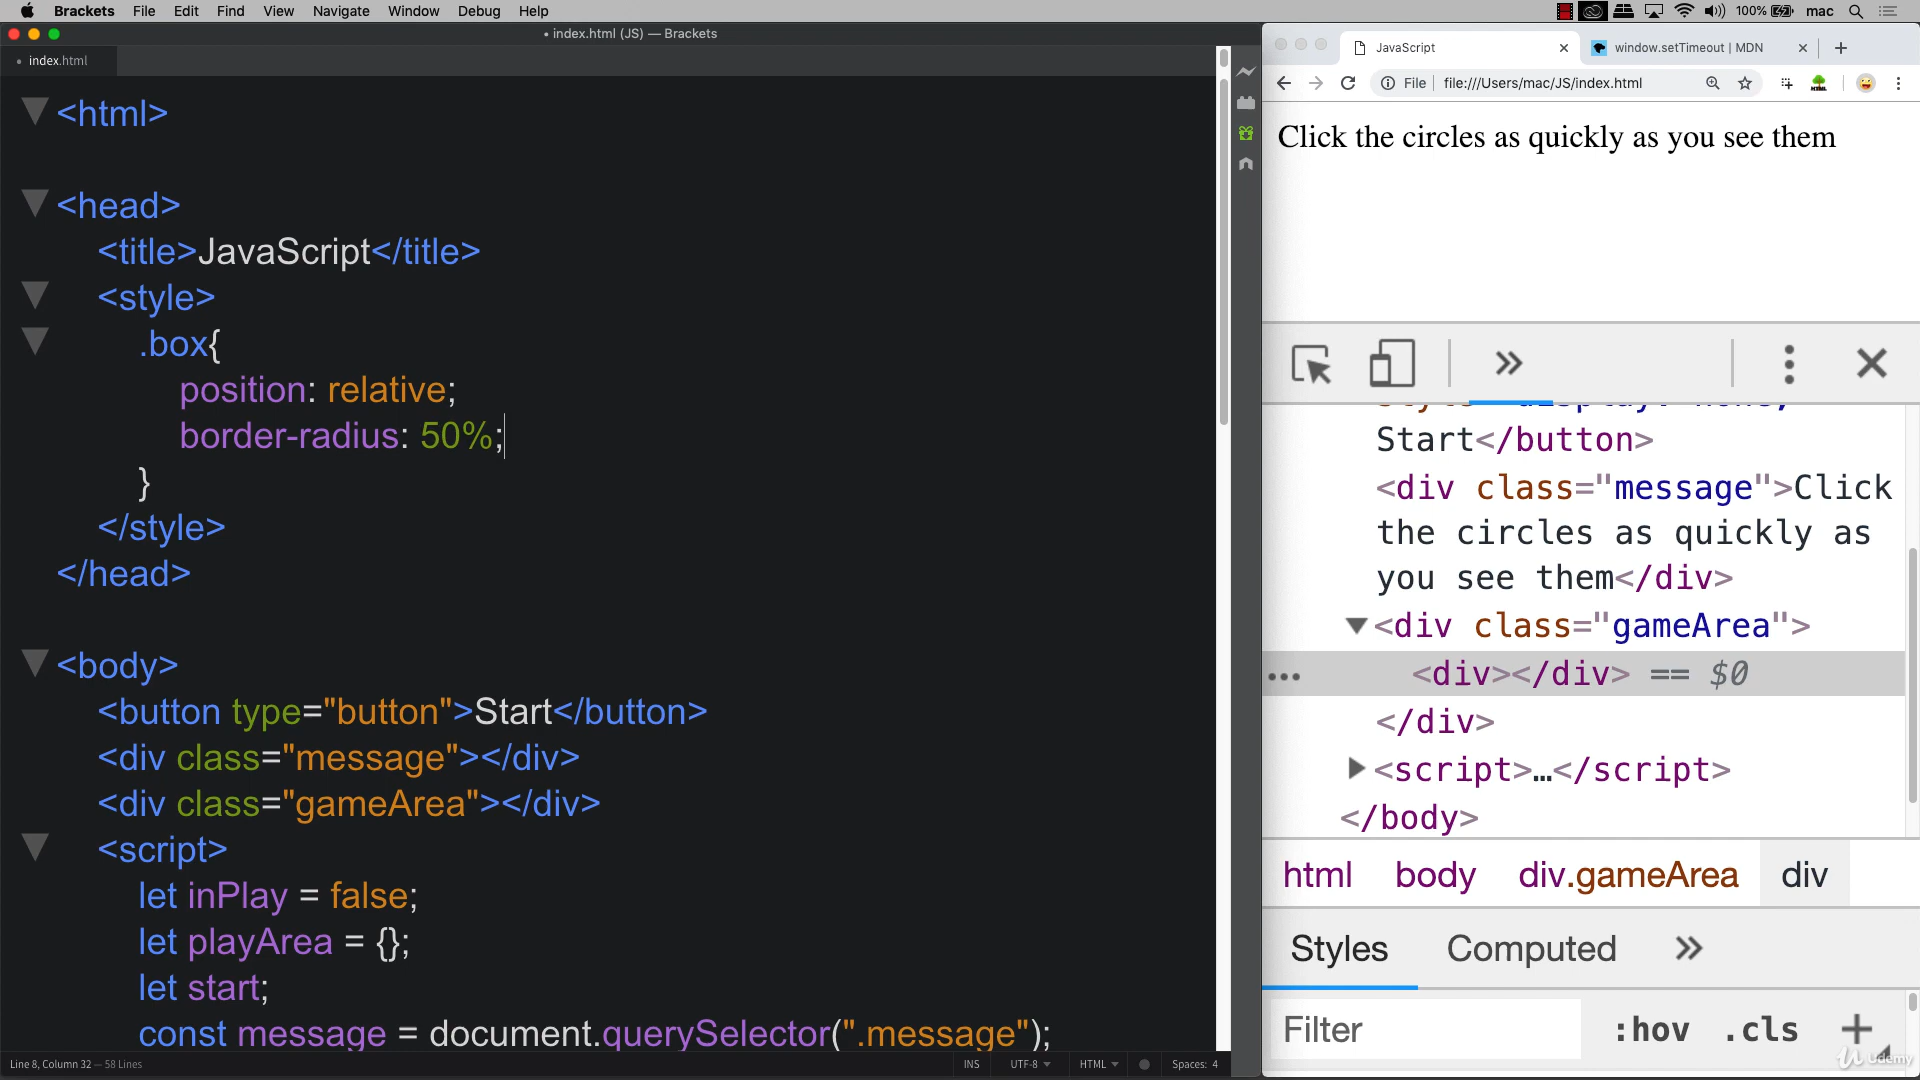 Brackets File Edit Find View Navigate Window Debug Help 100% mac
• index.html (JS) — Brackets
• index.html
<html>
<head>
<title>JavaScript</title>
<style>
.box{
position: relative;
border-radius: 50%;
}
</style>
</head>
<body>
<button type="button">Start</button>
<div class="message"></div>
<div class="gameArea"></div>
<script>
let inPlay = false;
let playArea = {};
let start;
const message = document.querySelector(".message");
Line 8, Column 32 — 58 Lines
INS UTF-8 HTML Spaces: 4
JavaScript window.setTimeout | MDN
File file:///Users/mac/JS/index.html
Click the circles as quickly as you see them
style="display: none;
Start</button>
<div class="message">Click
the circles as quickly as
you see them</div>
<div class="gameArea">
<div></div> == $0
</div>
<script>…</script>
</body>
html body div.gameArea div
Styles Computed
Filter :hov .cls
Udemy